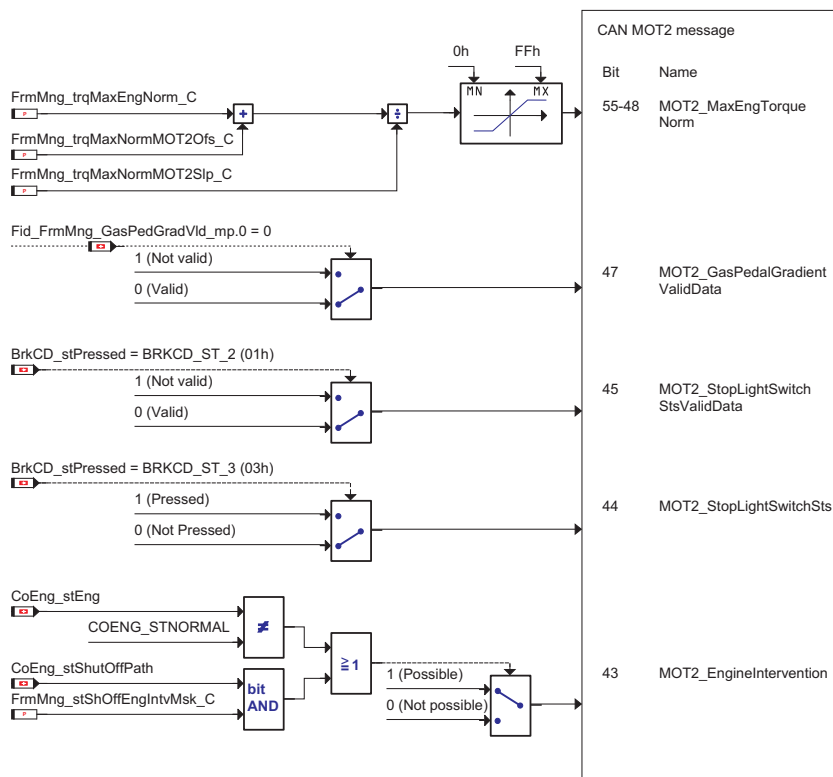 CAN MOT2 message
0h FFh
Bit Name
MN MX
FrmMng_trqMaxEngNorm_C
P
+
÷
55-48 MOT2_MaxEngTorque
Norm
FrmMng_trqMaxNormMOT2Ofs_C
P
FrmMng_trqMaxNormMOT2Slp_C
P
Fid_FrmMng_GasPedGradVld_mp.0 = 0
1 (Not valid)
0 (Valid)
47 MOT2_GasPedalGradient
ValidData
BrkCD_stPressed = BRKCD_ST_2 (01h)
1 (Not valid)
0 (Valid)
45 MOT2_StopLightSwitch
StsValidData
BrkCD_stPressed = BRKCD_ST_3 (03h)
1 (Pressed)
0 (Not Pressed)
44 MOT2_StopLightSwitchSts
CoEng_stEng
COENG_STNORMAL
≠
≧1
CoEng_stShutOffPath
FrmMng_stShOffEngIntvMsk_C
P
bit
AND
1 (Possible)
0 (Not possible)
43 MOT2_EngineIntervention